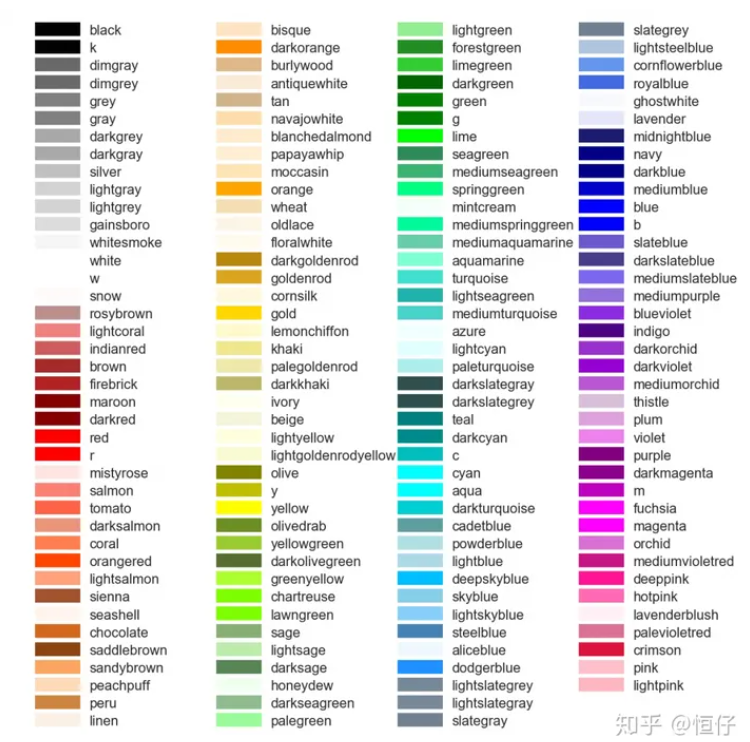 black
k
dimgray
dimgrey
grey
gray
darkgrey
darkgray
silver
lightgray
lightgrey
gainsboro
whitesmoke
white
w
snow
rosybrown
lightcoral
indianred
brown
firebrick
maroon
darkred
red
r
mistyrose
salmon
tomato
darksalmon
coral
orangered
lightsalmon
sienna
seashell
chocolate
saddlebrown
sandybrown
peachpuff
peru
linen
bisque
darkorange
burlywood
antiquewhite
tan
navajowhite
blanchedalmond
papayawhip
moccasin
orange
wheat
oldlace
floralwhite
darkgoldenrod
goldenrod
cornsilk
gold
lemonchiffon
khaki
palegoldenrod
darkkhaki
ivory
beige
lightyellow
lightgoldenrodyellow
olive
y
yellow
olivedrab
yellowgreen
darkolivegreen
greenyellow
chartreuse
lawngreen
sage
lightsage
darksage
honeydew
darkseagreen
palegreen
lightgreen
forestgreen
limegreen
darkgreen
green
g
lime
seagreen
mediumseagreen
springgreen
mintcream
mediumspringgreen
mediumaquamarine
aquamarine
turquoise
lightseagreen
mediumturquoise
azure
lightcyan
paleturquoise
darkslategray
darkslategrey
teal
darkcyan
c
cyan
aqua
darkturquoise
cadetblue
powderblue
lightblue
deepskyblue
skyblue
lightskyblue
steelblue
aliceblue
dodgerblue
lightslategrey
lightslategray
slategray
slategrey
lightsteelblue
cornflowerblue
royalblue
ghostwhite
lavender
midnightblue
navy
darkblue
mediumblue
blue
b
slateblue
darkslateblue
mediumslateblue
mediumpurple
blueviolet
indigo
darkorchid
darkviolet
mediumorchid
thistle
plum
violet
purple
darkmagenta
m
fuchsia
magenta
orchid
mediumvioletred
deeppink
hotpink
lavenderblush
palevioletred
crimson
pink
lightpink
知乎 @恒仔